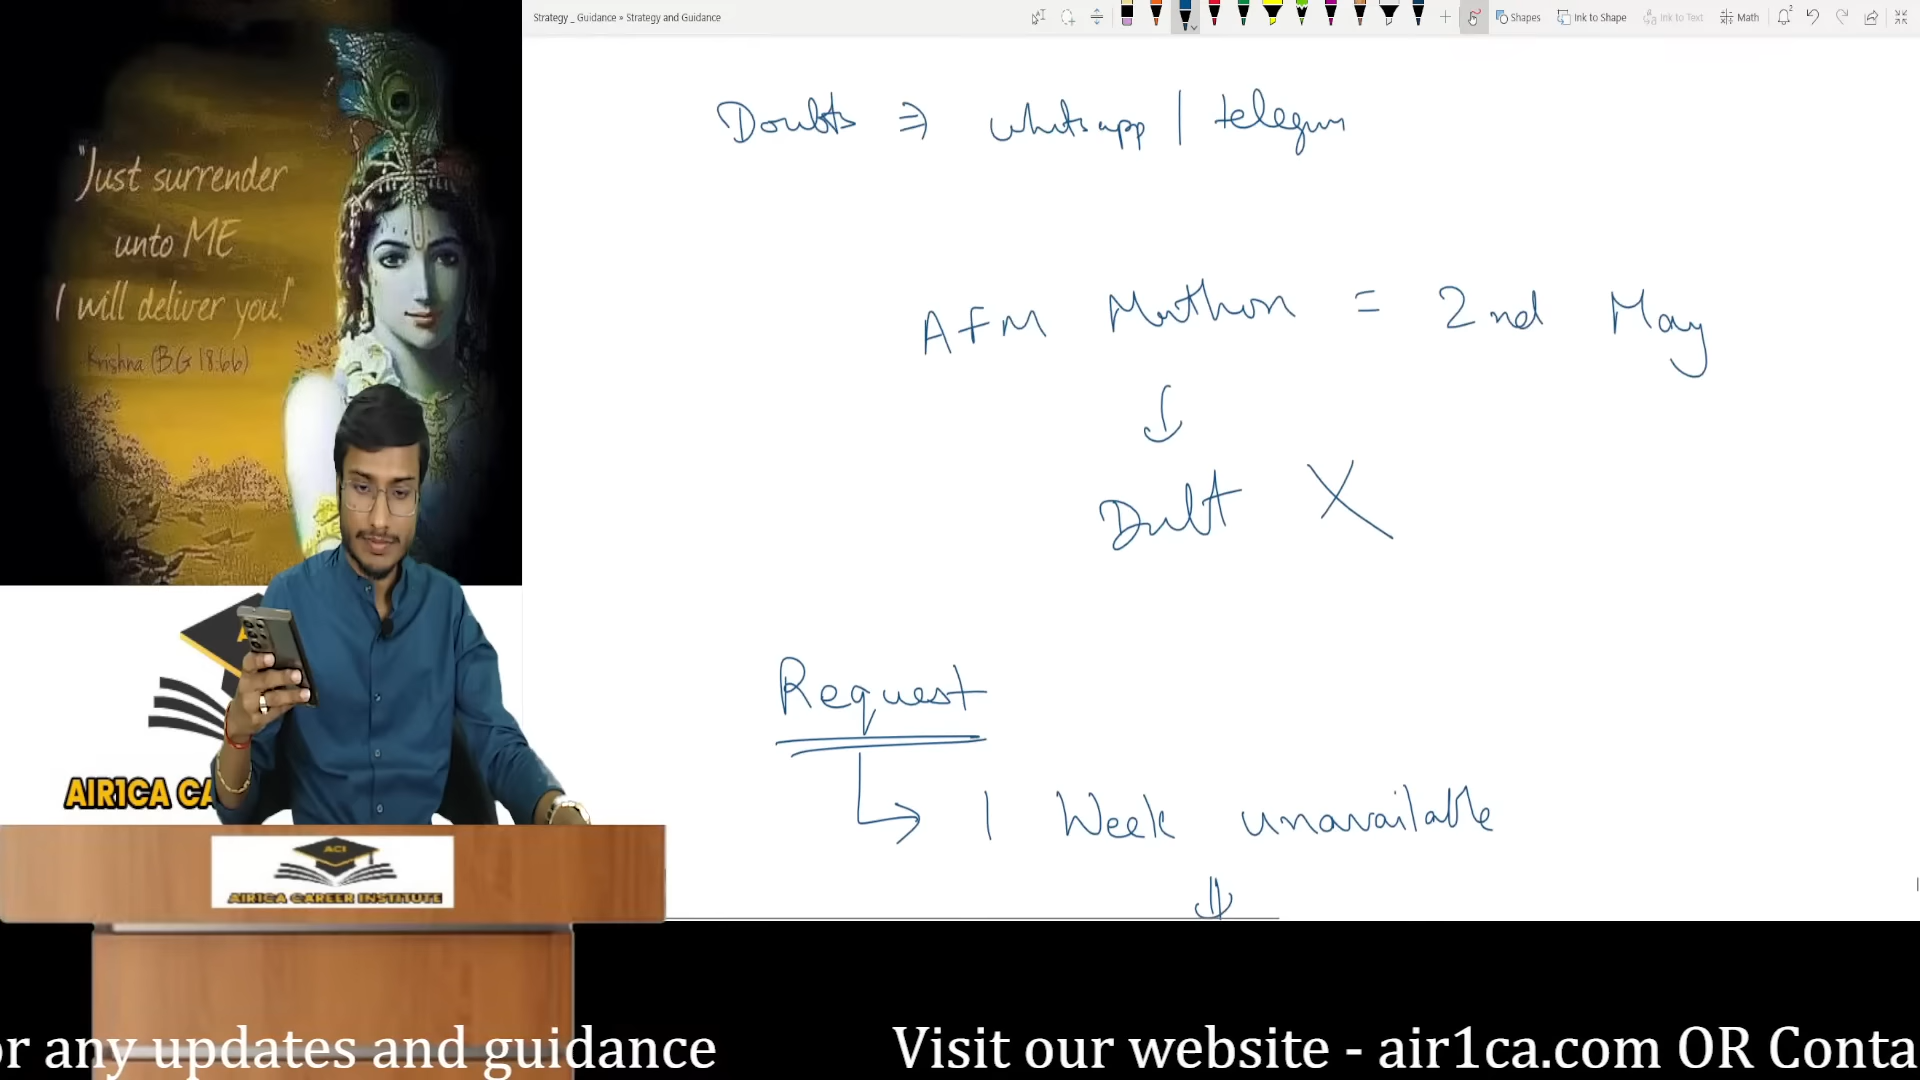 Strategy _ Guidance » Strategy and Guidance
Shapes
Ink to Shape
Ink to Text
Math
Doubts ⇒ whatsapp | telegram
AFM Marathon = 2nd May
↓
Doubt X
Request
↳ 1 Week unavailable
⇓
"Just surrender
unto ME
I will deliver you!"
Krishna (B.G 18:66)
AIR1CA CA
ACI
AIR1CA CAREER INSTITUTE
or any updates and guidance
Visit our website - air1ca.com OR Conta